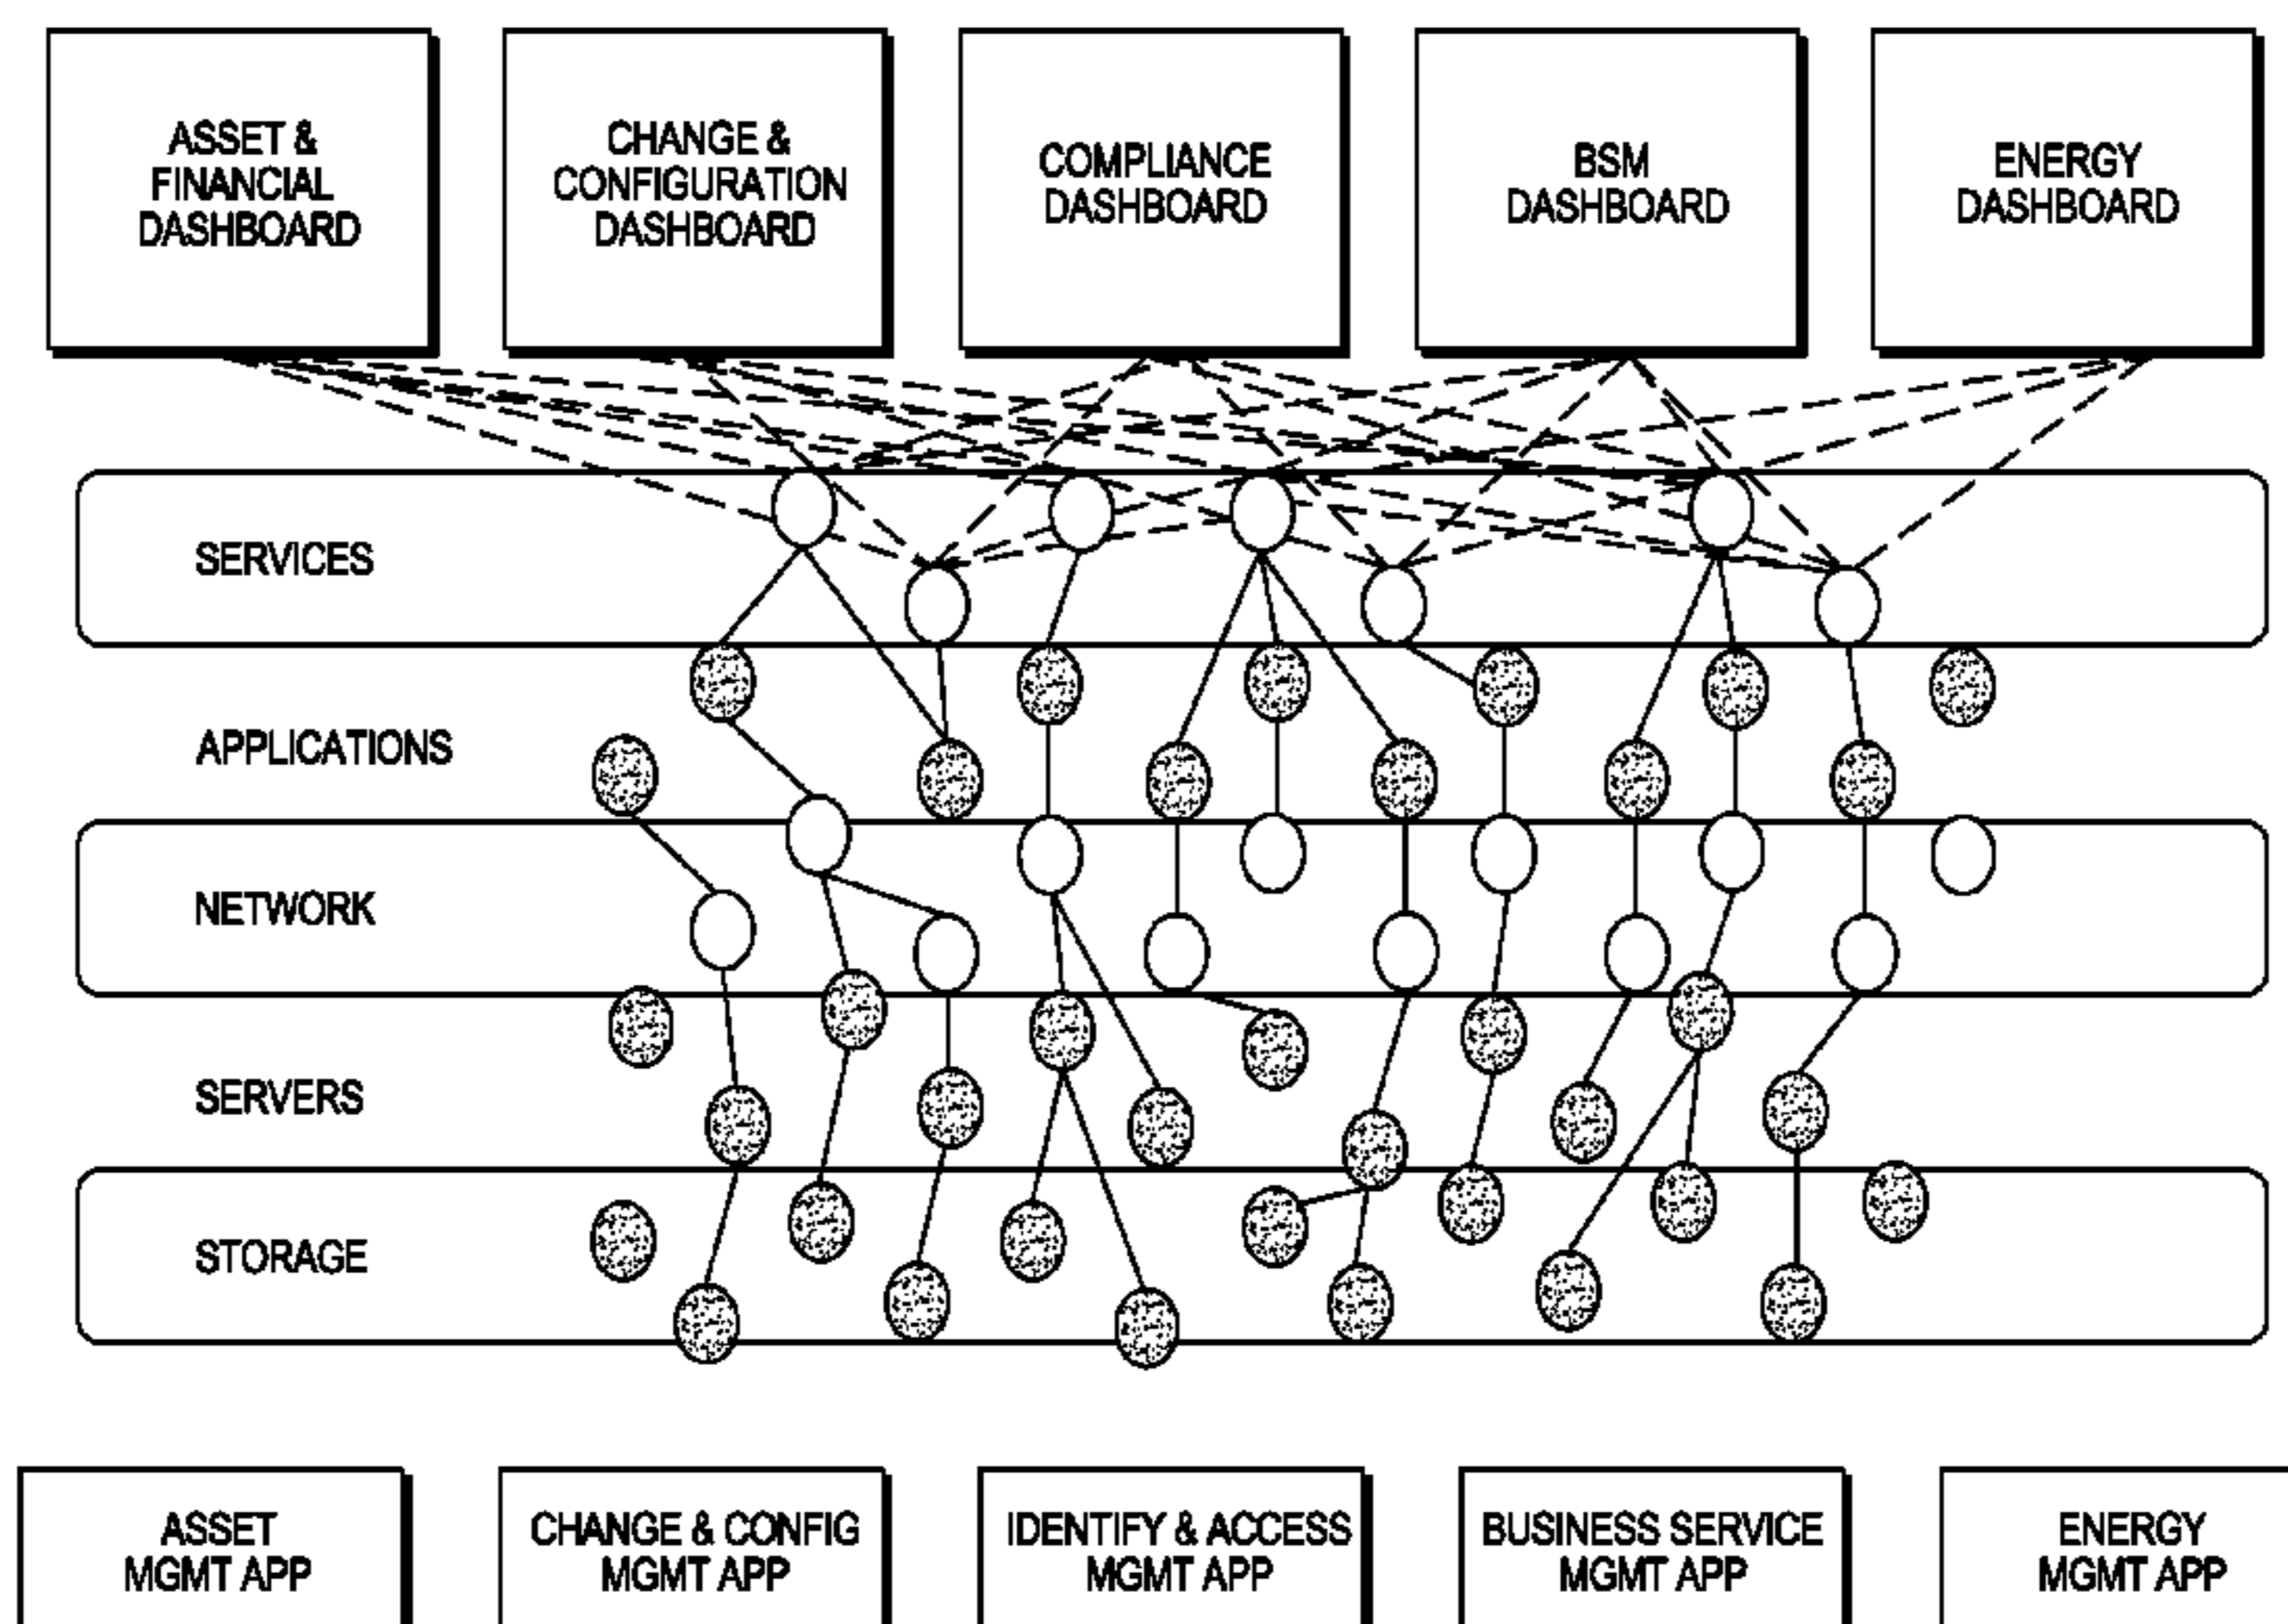 ASSET &
FINANCIAL
DASHBOARD
CHANGE &
CONFIGURATION
DASHBOARD
COMPLIANCE
DASHBOARD
BSM
DASHBOARD
ENERGY
DASHBOARD
SERVICES
APPLICATIONS
NETWORK
SERVERS
STORAGE
ASSET
MGMT APP
CHANGE & CONFIG
MGMT APP
IDENTIFY & ACCESS
MGMT APP
BUSINESS SERVICE
MGMT APP
ENERGY
MGMT APP